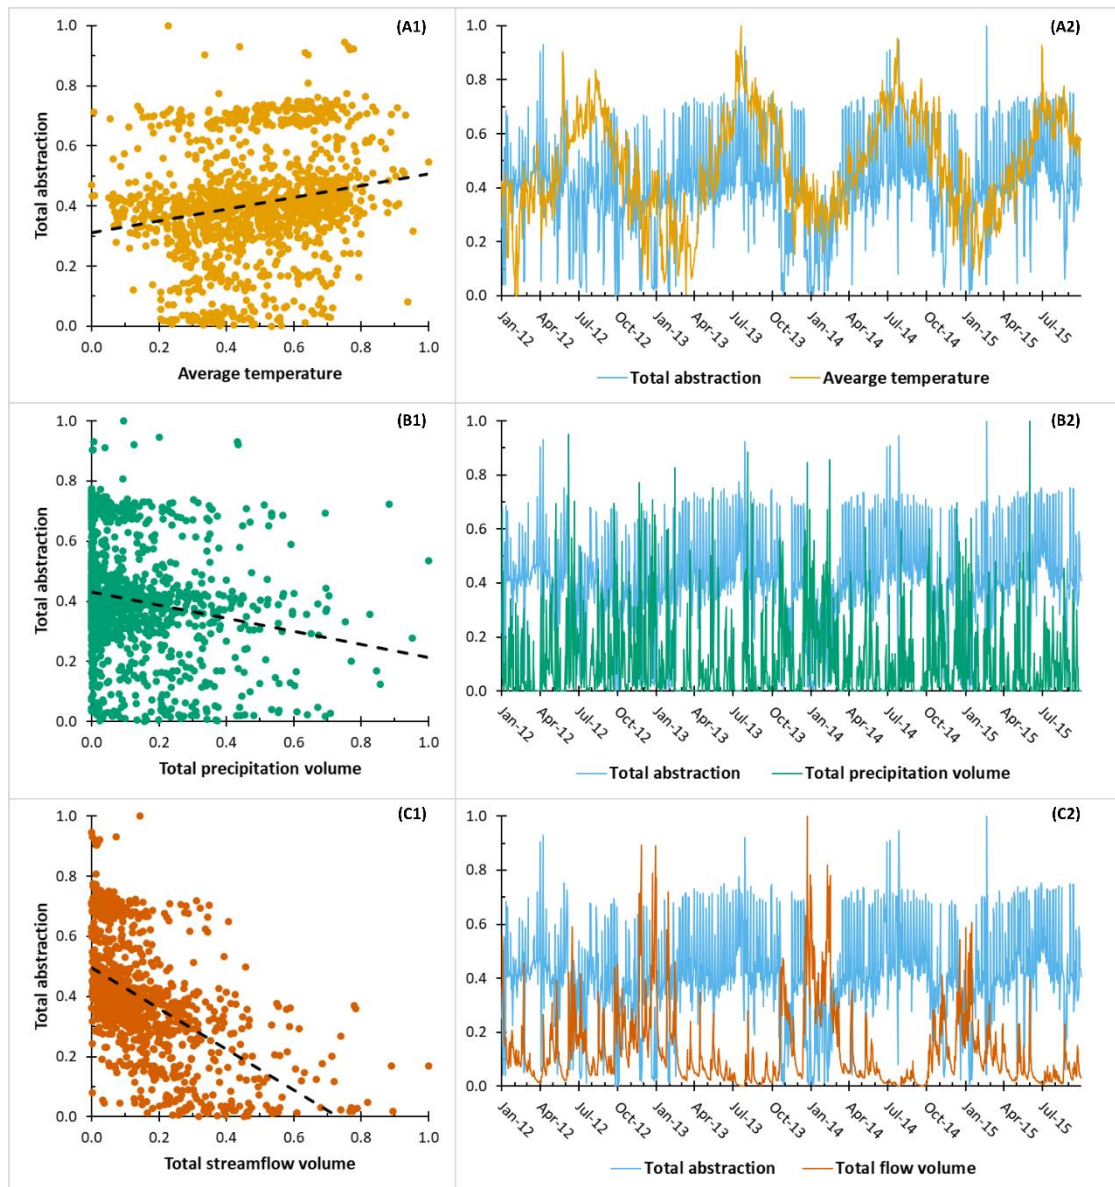 (A1)
1.0
0.8
0.6
0.4
0.2
0.0
Total abstraction
0.0 0.2 0.4 0.6 0.8 1.0
Average temperature
(A2)
1.0
0.8
0.6
0.4
0.2
0.0
Jan-12 Apr-12 Jul-12 Oct-12 Jan-13 Apr-13 Jul-13 Oct-13 Jan-14 Apr-14 Jul-14 Oct-14 Jan-15 Apr-15 Jul-15
Total abstraction Avearge temperature
(B1)
1.0
0.8
0.6
0.4
0.2
0.0
Total abstraction
0.0 0.2 0.4 0.6 0.8 1.0
Total precipitation volume
(B2)
1.0
0.8
0.6
0.4
0.2
0.0
Jan-12 Apr-12 Jul-12 Oct-12 Jan-13 Apr-13 Jul-13 Oct-13 Jan-14 Apr-14 Jul-14 Oct-14 Jan-15 Apr-15 Jul-15
Total abstraction Total precipitation volume
(C1)
1.0
0.8
0.6
0.4
0.2
0.0
Total abstraction
0.0 0.2 0.4 0.6 0.8 1.0
Total streamflow volume
(C2)
1.0
0.8
0.6
0.4
0.2
0.0
Jan-12 Apr-12 Jul-12 Oct-12 Jan-13 Apr-13 Jul-13 Oct-13 Jan-14 Apr-14 Jul-14 Oct-14 Jan-15 Apr-15 Jul-15
Total abstraction Total flow volume